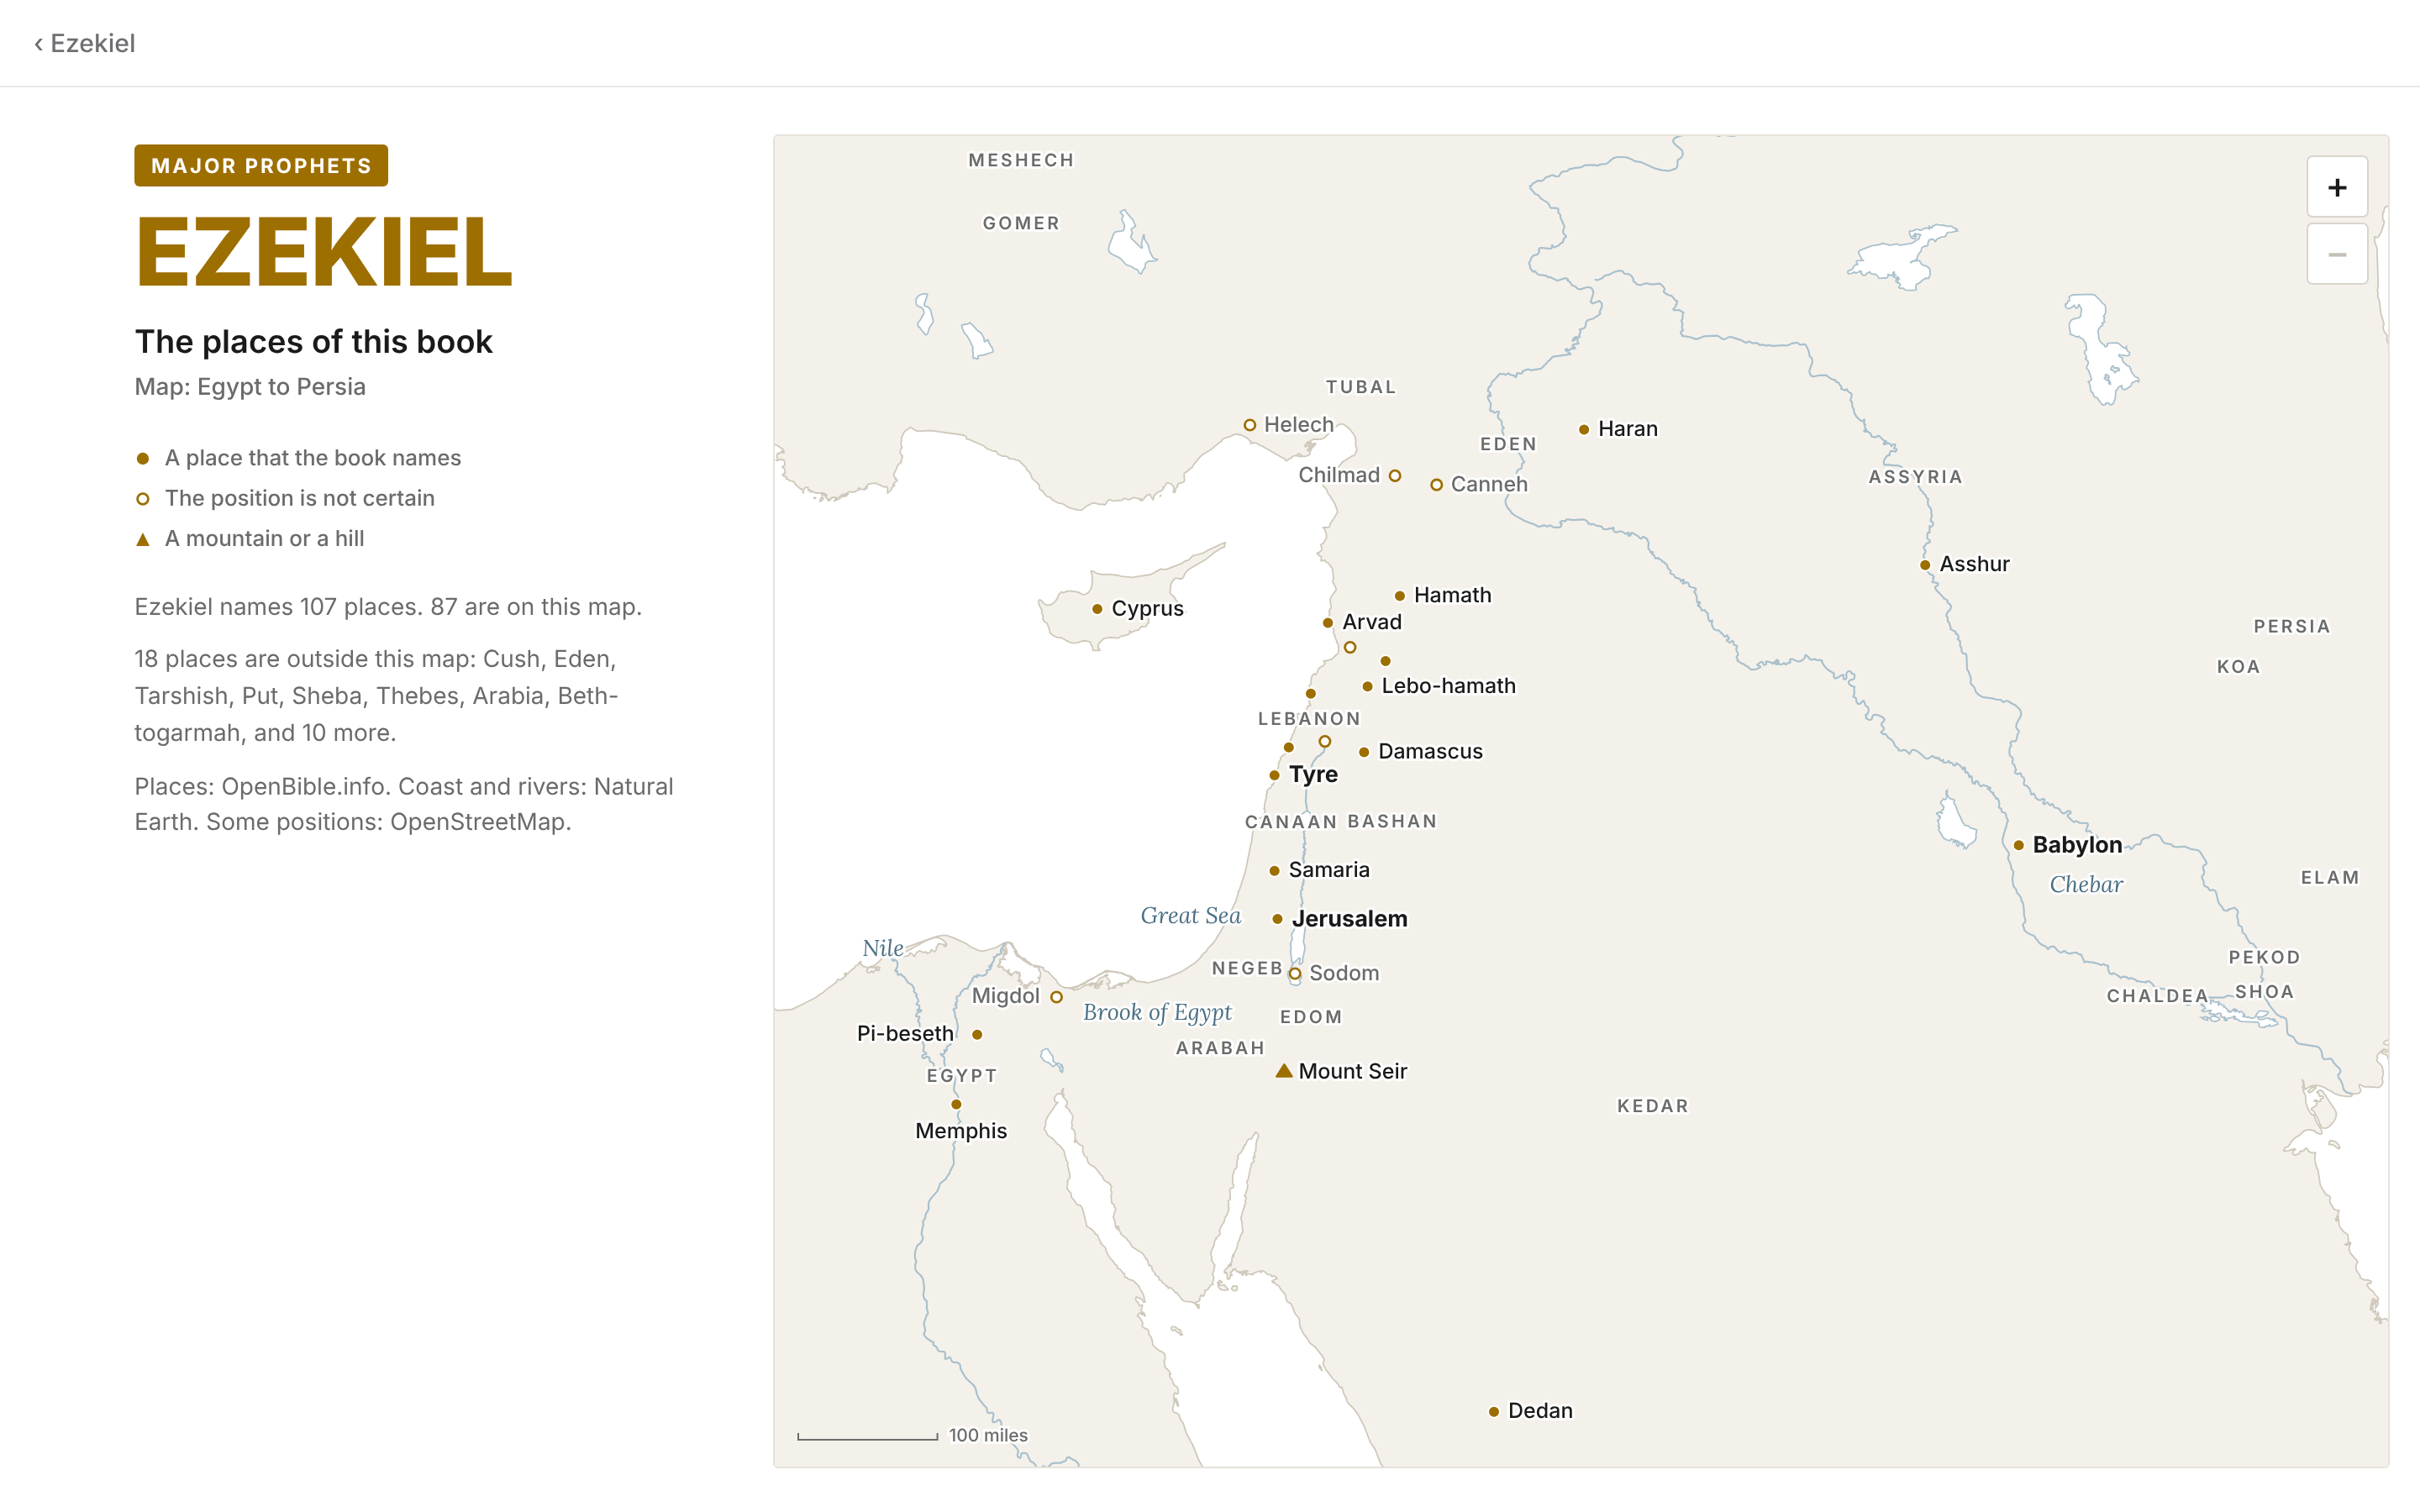 ‹ Ezekiel
MAJOR PROPHETS
EZEKIEL
The places of this book
Map: Egypt to Persia
A place that the book names
The position is not certain
A mountain or a hill
Ezekiel names 107 places. 87 are on this map.
18 places are outside this map: Cush, Eden,
Tarshish, Put, Sheba, Thebes, Arabia, Beth-
togarmah, and 10 more.
Places: OpenBible.info. Coast and rivers: Natural
Earth. Some positions: OpenStreetMap.
MESHECH
+
GOMER
−
TUBAL
Helech
Haran
EDEN
Chilmad
Canneh
ASSYRIA
Asshur
Hamath
Cyprus
Arvad
PERSIA
KOA
Lebo-hamath
LEBANON
Damascus
Tyre
CANAAN
BASHAN
Babylon
Samaria
Chebar
ELAM
Great Sea
Jerusalem
Nile
NEGEB
Sodom
PEKOD
Migdol
CHALDEA
SHOA
Brook of Egypt
EDOM
Pi-beseth
ARABAH
Mount Seir
EGYPT
KEDAR
Memphis
Dedan
100 miles